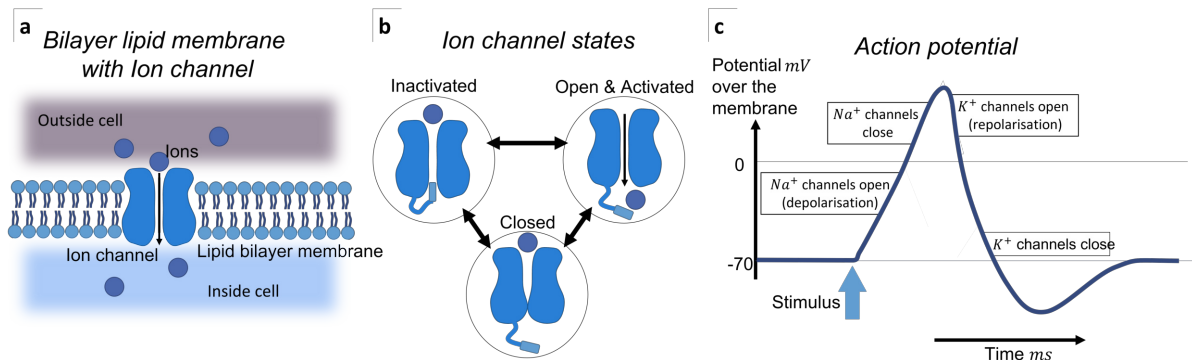 a
Bilayer lipid membrane
with Ion channel
Outside cell
Ions
Ion channel
Lipid bilayer membrane
Inside cell
b
Ion channel states
Inactivated
Open & Activated
Closed
c
Action potential
Potential mV
over the
membrane
Na⁺ channels
close
K⁺ channels open
(repolarisation)
0
Na⁺ channels open
(depolarisation)
K⁺ channels close
-70
Stimulus
Time ms